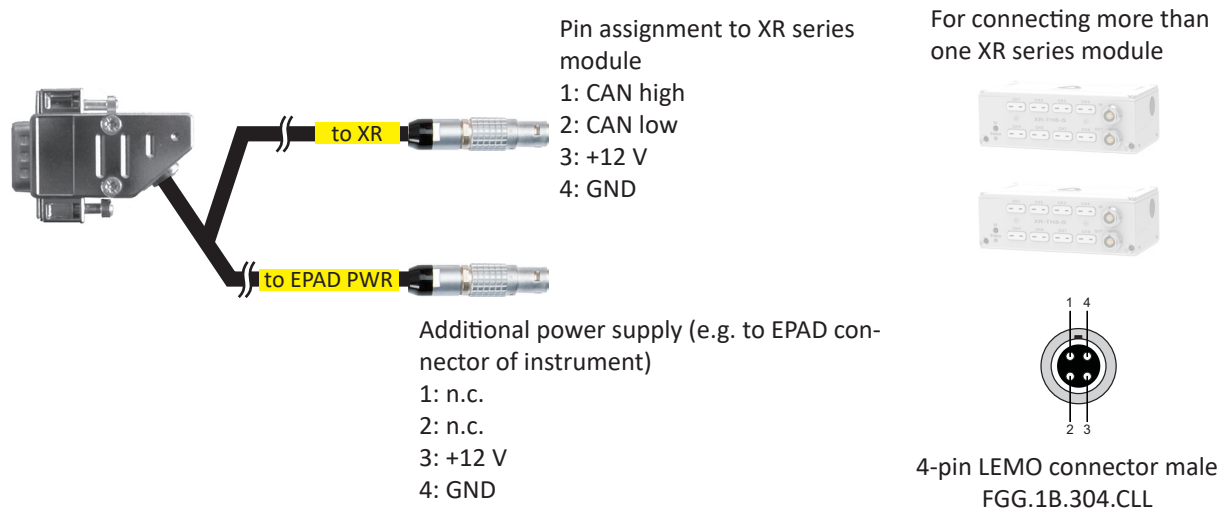 Pin assignment to XR series
module
1: CAN high
2: CAN low
3: +12 V
4: GND
For connecting more than
one XR series module
to XR
to EPAD PWR
Additional power supply (e.g. to EPAD con-
nector of instrument)
1: n.c.
2: n.c.
3: +12 V
4: GND
1 4
2 3
4-pin LEMO connector male
FGG.1B.304.CLL